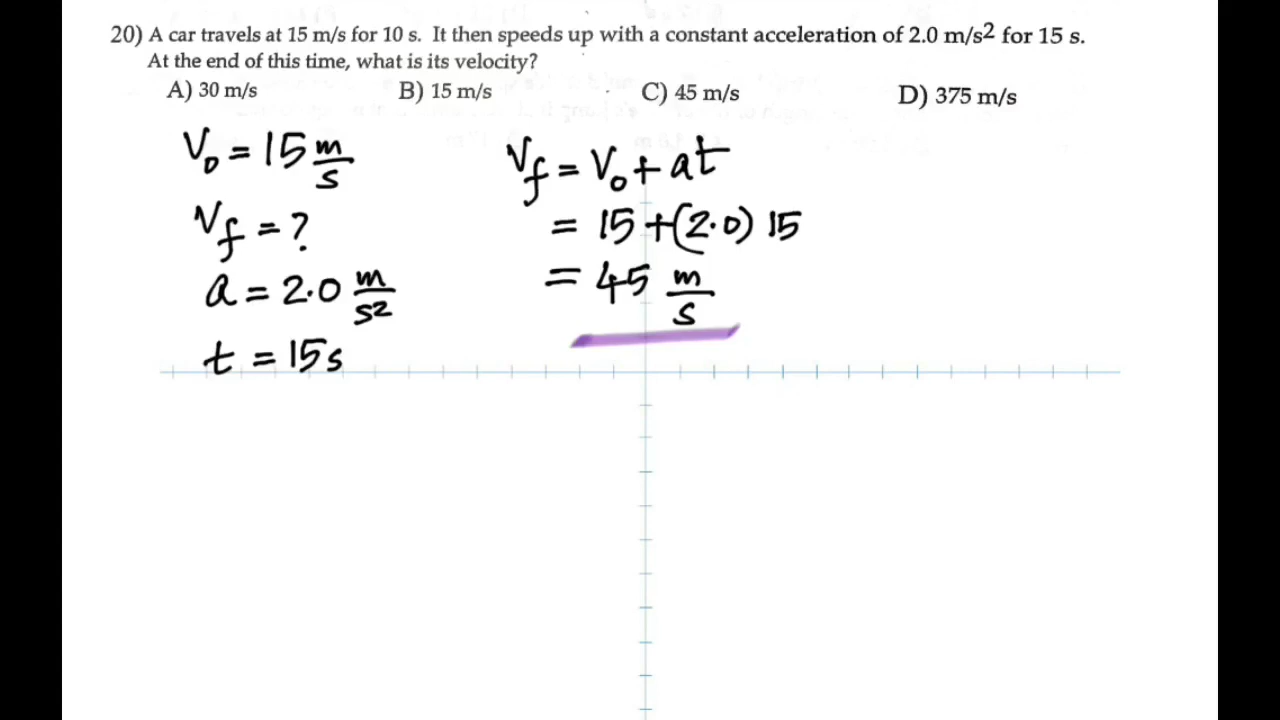 20) A car travels at 15 m/s for 10 s. It then speeds up with a constant acceleration of 2.0 m/s² for 15 s.
At the end of this time, what is its velocity?
A) 30 m/s B) 15 m/s C) 45 m/s D) 375 m/s
V₀ = 15 m/s
V_f = ?
a = 2.0 m/s²
t = 15s
V_f = V₀ + at
= 15 + (2.0) 15
= 45 m/s